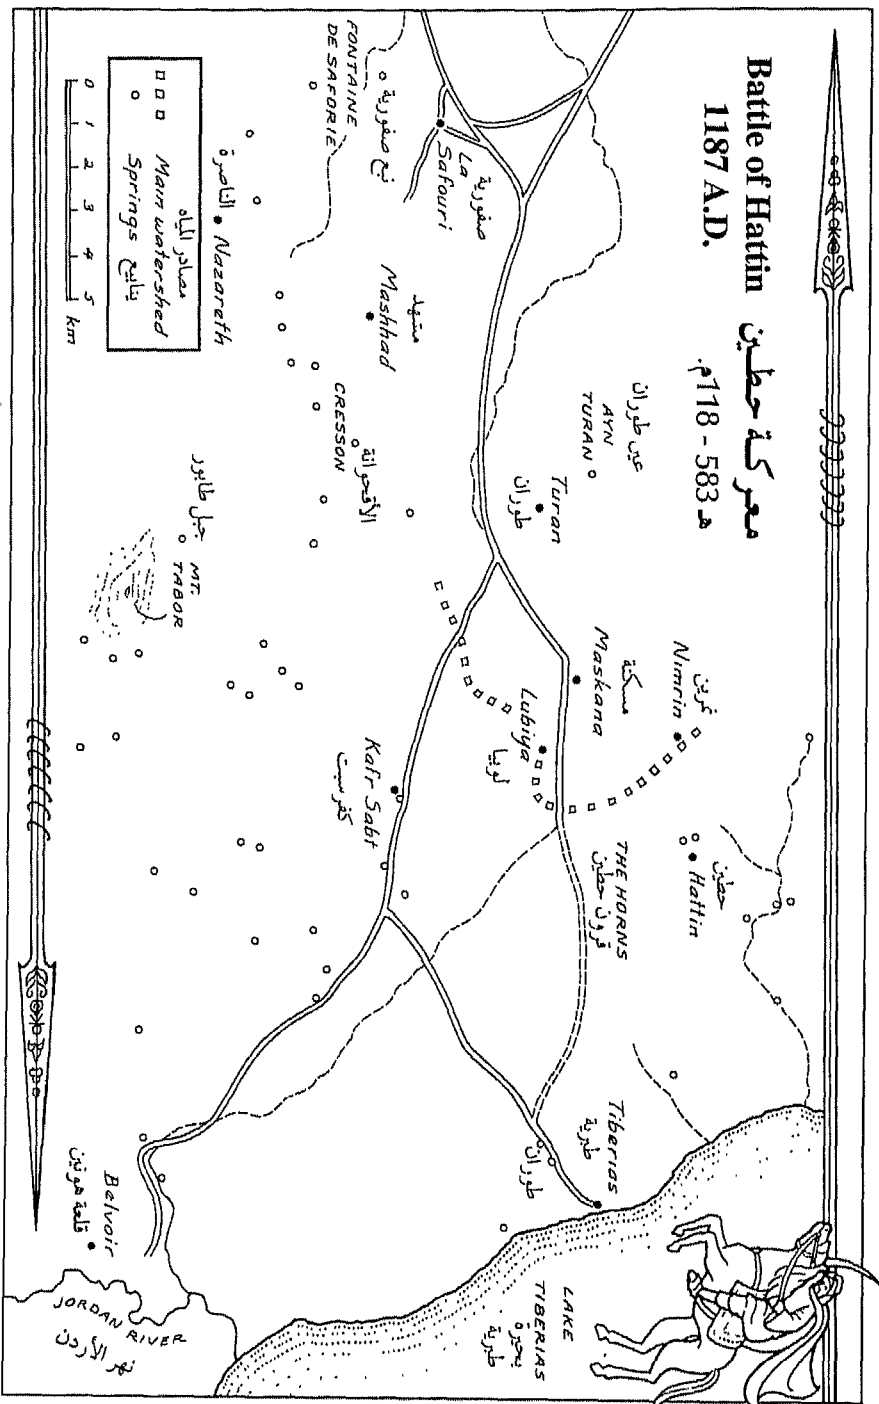 Battle of Hattin معركة حطين
1187 A.D. 583 - 118م.
هـ
FONTAINE
DE SAFORIE
نبع صفورية
صفورية
La
Safouri
مشهد
Mashhad
الناصرة
Nazareth
عين طوران
AYN
TURAN
Turan
طوران
CRESSON
الأقحوانة
جبل طابور
MT.
TABOR
نمرين
Nimrin
مسكنة
Maskana
Lubiya
لوبيا
Kafr Sabt
كفر سبت
حطين
Hattin
THE HORNS
قرون حطين
Tiberias
طبرية
طوران
LAKE
TIBERIAS
بحيرة
طبرية
Belvoir
قلعة هونين
JORDAN RIVER
نهر الأردن
مصادر المياه
Main watershed
Springs ينابيع
0 1 2 3 4 5 km